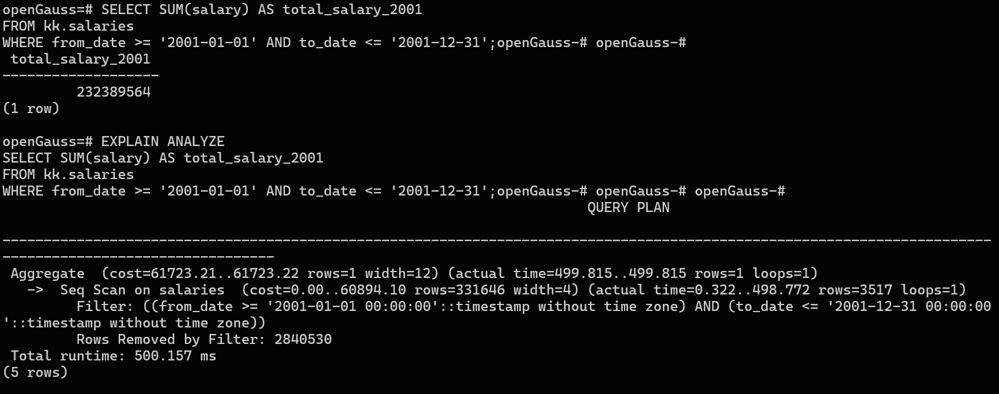 openGauss=# SELECT SUM(salary) AS total_salary_2001
FROM kk.salaries
WHERE from_date >= '2001-01-01' AND to_date <= '2001-12-31';openGauss-# openGauss-#
 total_salary_2001
-------------------
         232389564
(1 row)

openGauss=# EXPLAIN ANALYZE
SELECT SUM(salary) AS total_salary_2001
FROM kk.salaries
WHERE from_date >= '2001-01-01' AND to_date <= '2001-12-31';openGauss-# openGauss-# openGauss-#
                                                                       QUERY PLAN

------------------------------------------------------------------------------------------------------------------------
---------------------------------
 Aggregate  (cost=61723.21..61723.22 rows=1 width=12) (actual time=499.815..499.815 rows=1 loops=1)
   ->  Seq Scan on salaries  (cost=0.00..60894.10 rows=331646 width=4) (actual time=0.322..498.772 rows=3517 loops=1)
         Filter: ((from_date >= '2001-01-01 00:00:00'::timestamp without time zone) AND (to_date <= '2001-12-31 00:00:00
'::timestamp without time zone))
         Rows Removed by Filter: 2840530
 Total runtime: 500.157 ms
(5 rows)